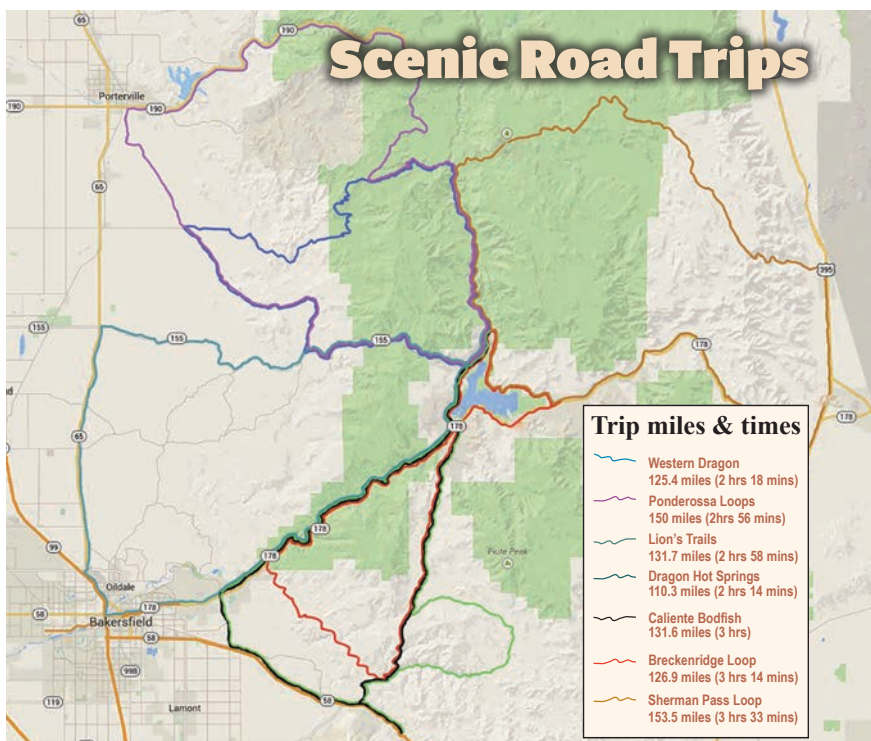 Scenic Road Trips
65
190
Porterville
190
190
65
395
155
155
155
178
65
178
178
Trip miles & times
Western Dragon
125.4 miles (2 hrs 18 mins)
Ponderossa Loops
150 miles (2hrs 56 mins)
Lion's Trails
131.7 miles (2 hrs 58 mins)
Dragon Hot Springs
110.3 miles (2 hrs 14 mins)
Caliente Bodfish
131.6 miles (3 hrs)
Breckenridge Loop
126.9 miles (3 hrs 14 mins)
Sherman Pass Loop
153.5 miles (3 hrs 33 mins)
178
99
178
Piute Peak
Oildale
58
178
Bakersfield
58
99B
119
Lamont
58